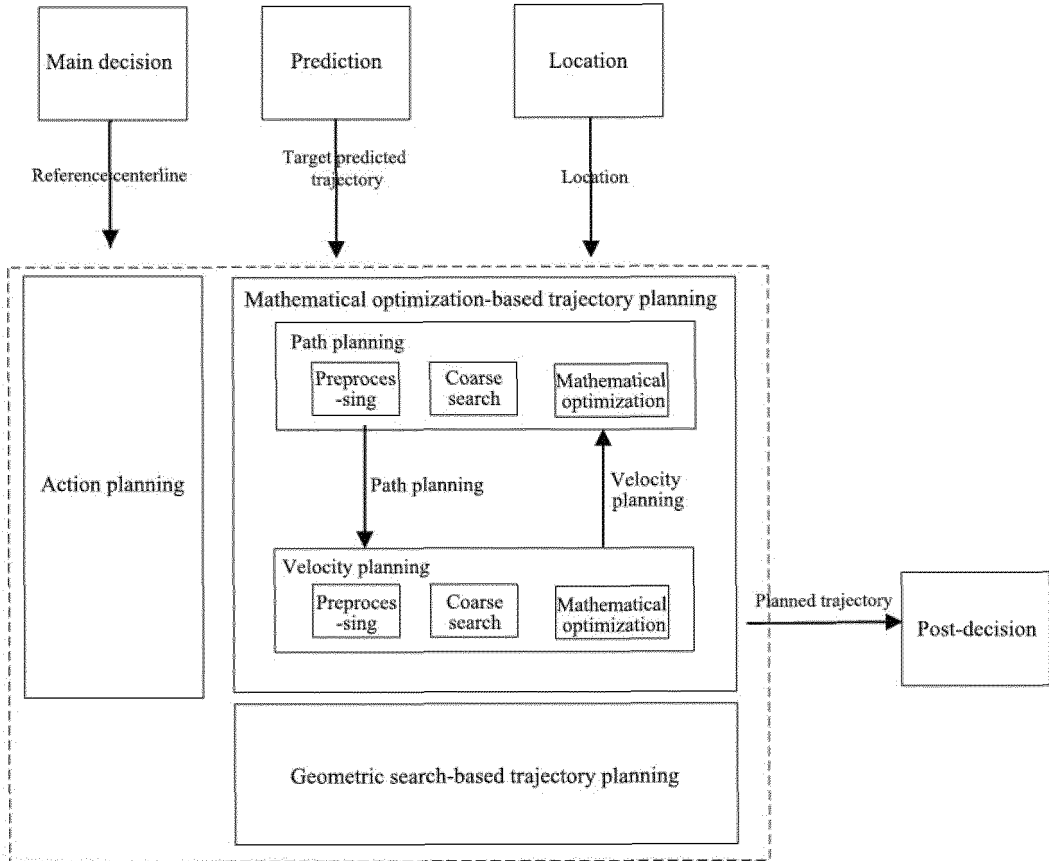 Main decision
Prediction
Location
Reference centerline
Target predicted
trajectory
Location
Mathematical optimization-based trajectory planning
Path planning
Preproces
-sing
Coarse
search
Mathematical
optimization
Action planning
Path planning
Velocity
planning
Velocity planning
Preproces
-sing
Coarse
search
Mathematical
optimization
Planned trajectory
Post-decision
Geometric search-based trajectory planning